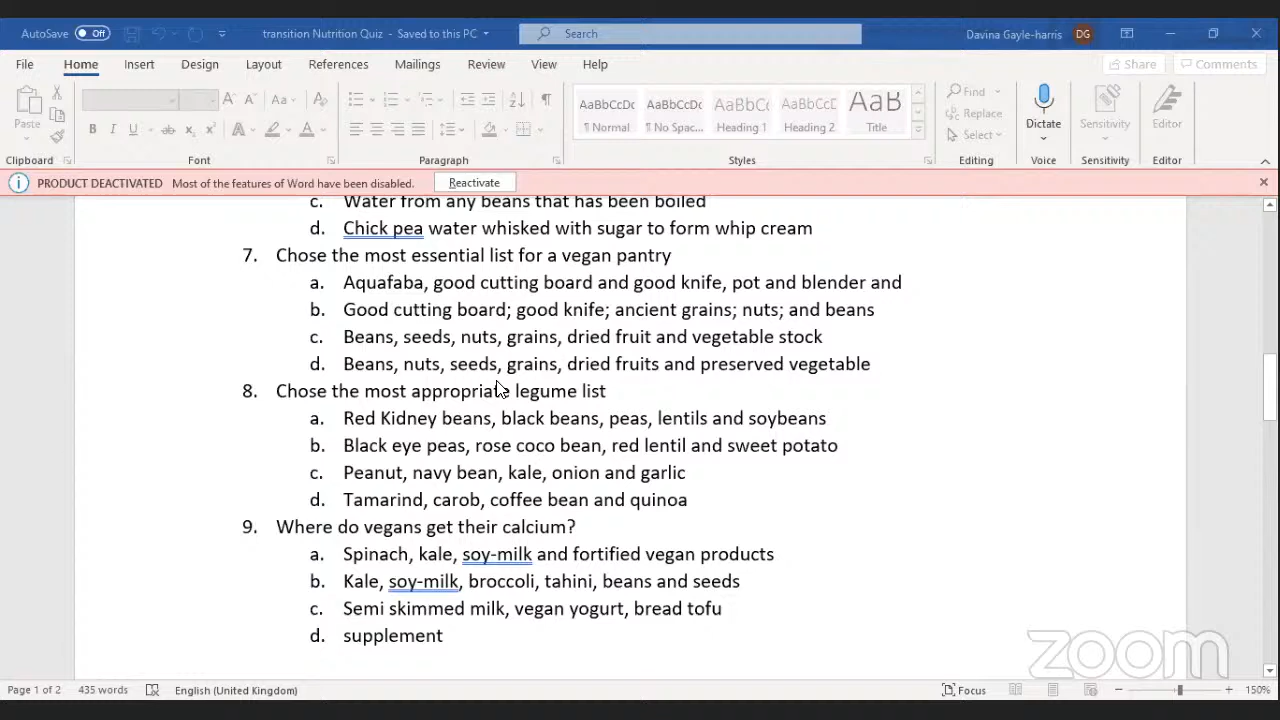 AutoSave Off transition Nutrition Quiz - Saved to this PC Search Davina Gayle-harris DG
File Home Insert Design Layout References Mailings Review View Help Share Comments
Paste Aa AaBbCcDc AaBbCcDc AaBbCc AaBbCcD AaB Find Replace Select Dictate Sensitivity Editor
B I U ab x₂ x² A A ¶ Normal ¶ No Spac... Heading 1 Heading 2 Title
Clipboard Font Paragraph Styles Editing Voice Sensitivity Editor
PRODUCT DEACTIVATED Most of the features of Word have been disabled. Reactivate
c. Water from any beans that has been boiled
d. Chick pea water whisked with sugar to form whip cream
7. Chose the most essential list for a vegan pantry
a. Aquafaba, good cutting board and good knife, pot and blender and
b. Good cutting board; good knife; ancient grains; nuts; and beans
c. Beans, seeds, nuts, grains, dried fruit and vegetable stock
d. Beans, nuts, seeds, grains, dried fruits and preserved vegetable
8. Chose the most appropriate legume list
a. Red Kidney beans, black beans, peas, lentils and soybeans
b. Black eye peas, rose coco bean, red lentil and sweet potato
c. Peanut, navy bean, kale, onion and garlic
d. Tamarind, carob, coffee bean and quinoa
9. Where do vegans get their calcium?
a. Spinach, kale, soy-milk and fortified vegan products
b. Kale, soy-milk, broccoli, tahini, beans and seeds
c. Semi skimmed milk, vegan yogurt, bread tofu
d. supplement
zoom
Page 1 of 2 435 words English (United Kingdom) Focus 150%